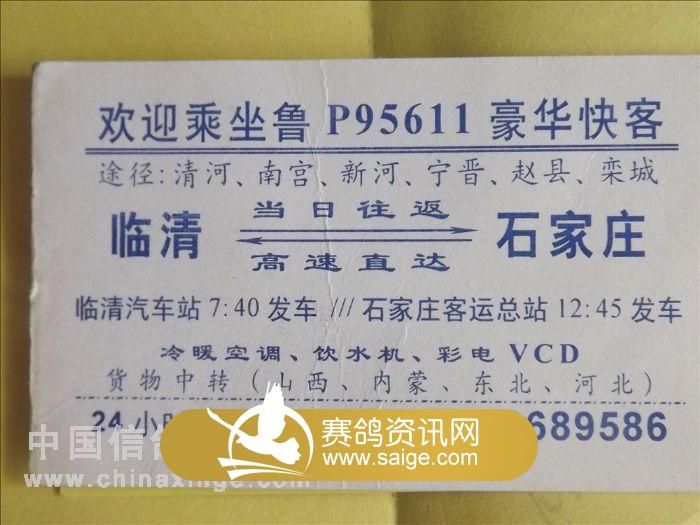 欢迎乘坐鲁 P95611 豪华快客
途径:清河、南宫、新河、宁晋、赵县、栾城
临清 当日往返 石家庄
高速直达
临清汽车站 7:40 发车 /// 石家庄客运总站 12:45 发车
冷暖空调、饮水机、彩电 VCD
货物中转(山西、内蒙、东北、河北)
24 小时 689586
中国信
www.chinaxinge.com
赛鸽资讯网
www.saige.com